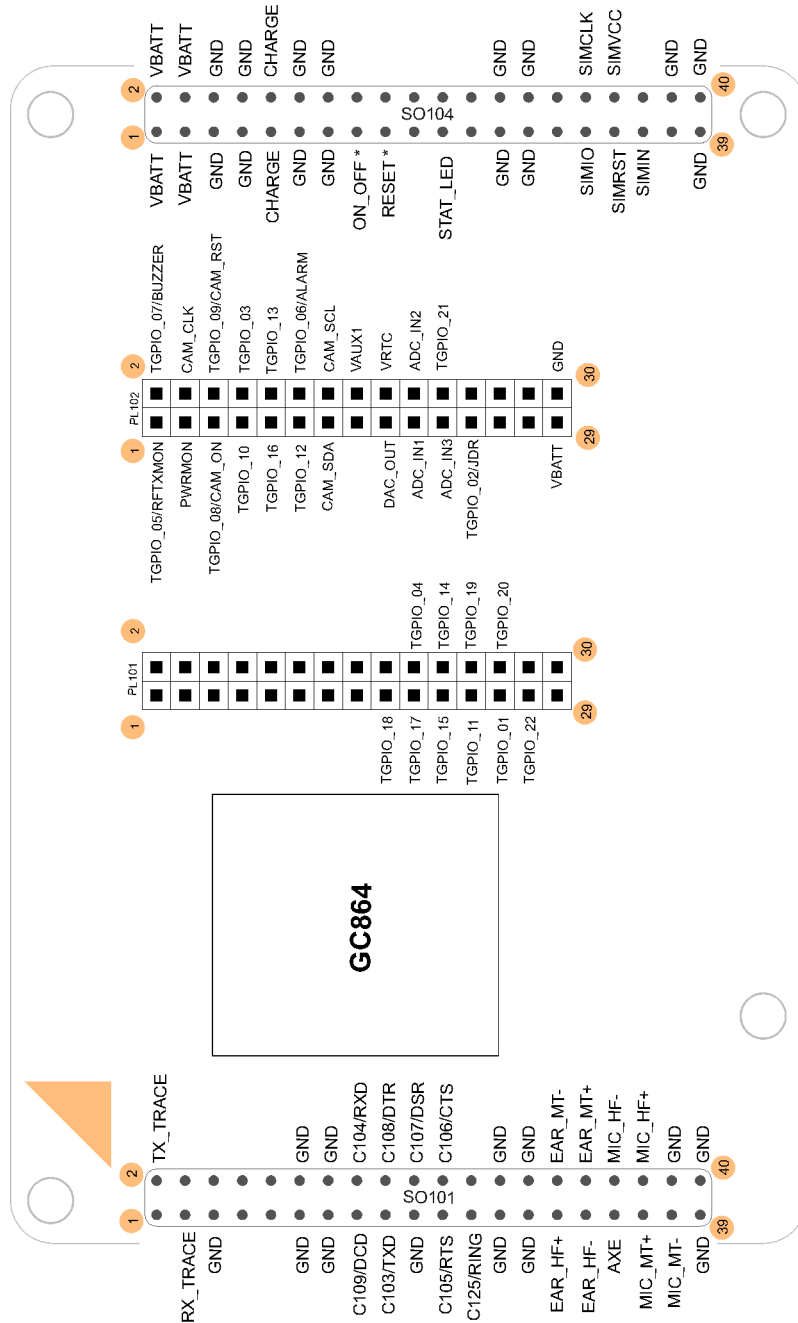 VBATT
VBATT
GND
GND
CHARGE
GND
GND
GND
GND
SIMCLK
SIMVCC
GND
GND
2
40
SO104
1
39
VBATT
VBATT
GND
GND
CHARGE
GND
GND
ON_OFF *
RESET *
STAT_LED
GND
GND
SIMIO
SIMRST
SIMIN
GND
TGPIO_07/BUZZER
CAM_CLK
TGPIO_09/CAM_RST
TGPIO_03
TGPIO_13
TGPIO_06/ALARM
CAM_SCL
VAUX1
VRTC
ADC_IN2
TGPIO_21
GND
2
30
PL102
1
29
TGPIO_05/RFTXMON
PWRMON
TGPIO_08/CAM_ON
TGPIO_10
TGPIO_16
TGPIO_12
CAM_SDA
DAC_OUT
ADC_IN1
ADC_IN3
TGPIO_02/JDR
VBATT
TGPIO_04
TGPIO_14
TGPIO_19
TGPIO_20
2
30
PL101
1
29
TGPIO_18
TGPIO_17
TGPIO_15
TGPIO_11
TGPIO_01
TGPIO_22
GC864
TX_TRACE
GND
GND
C104/RXD
C108/DTR
C107/DSR
C106/CTS
GND
GND
EAR_MT-
EAR_MT+
MIC_HF-
MIC_HF+
GND
GND
2
40
SO101
1
39
RX_TRACE
GND
GND
GND
C109/DCD
C103/TXD
GND
C105/RTS
C125/RING
GND
GND
EAR_HF+
EAR_HF-
AXE
MIC_MT+
MIC_MT-
GND